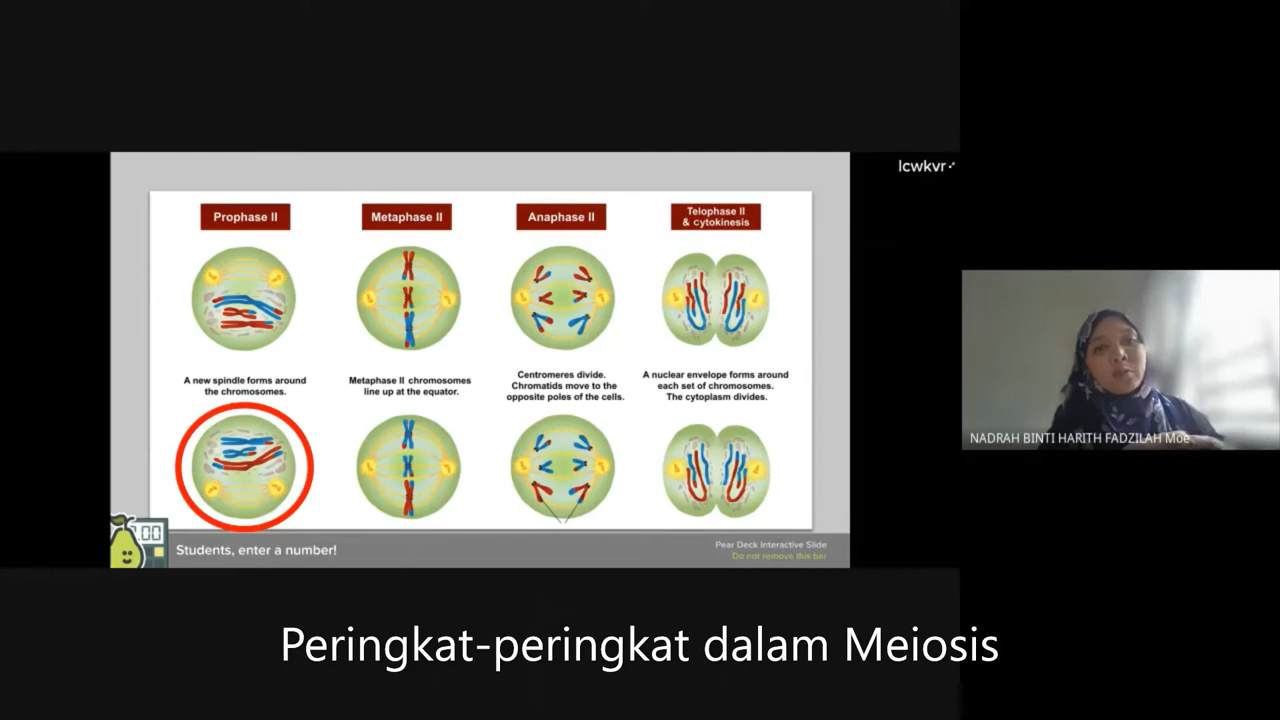 lcwkvr
Prophase II
Metaphase II
Anaphase II
Telophase II
& cytokinesis
A new spindle forms around
the chromosomes.
Metaphase II chromosomes
line up at the equator.
Centromeres divide.
Chromatids move to the
opposite poles of the cells.
A nuclear envelope forms around
each set of chromosomes.
The cytoplasm divides.
NADRAH BINTI HARITH FADZILAH Moe
Students, enter a number!
Pear Deck Interactive Slide
Do not remove this bar
Peringkat-peringkat dalam Meiosis